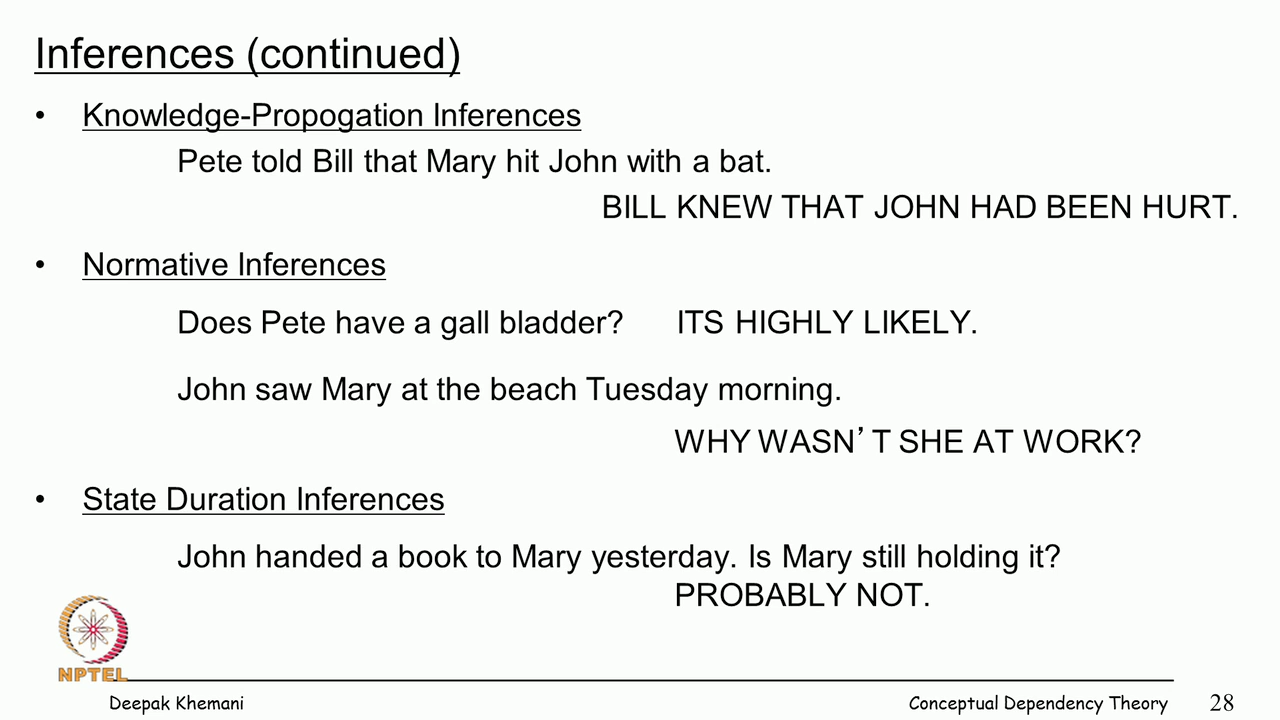 Inferences (continued)
• Knowledge-Propogation Inferences
Pete told Bill that Mary hit John with a bat.
BILL KNEW THAT JOHN HAD BEEN HURT.
• Normative Inferences
Does Pete have a gall bladder? ITS HIGHLY LIKELY.
John saw Mary at the beach Tuesday morning.
WHY WASN’T SHE AT WORK?
• State Duration Inferences
John handed a book to Mary yesterday. Is Mary still holding it?
PROBABLY NOT.
NPTEL
Deepak Khemani Conceptual Dependency Theory 28